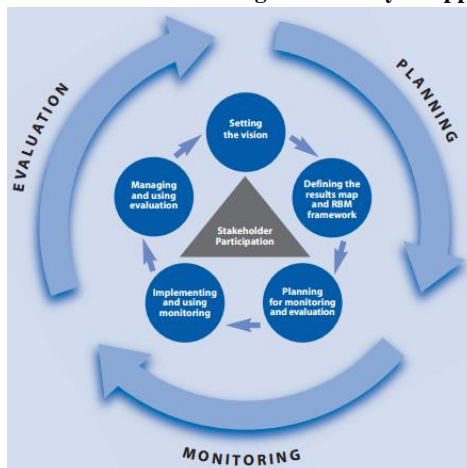 EVALUATION
PLANNING
Setting
the vision
Managing
and using
evaluation
Defining the
results map
and RBM
framework
Stakeholder
Participation
Implementing
and using
monitoring
Planning
for monitoring
and evaluation
MONITORING